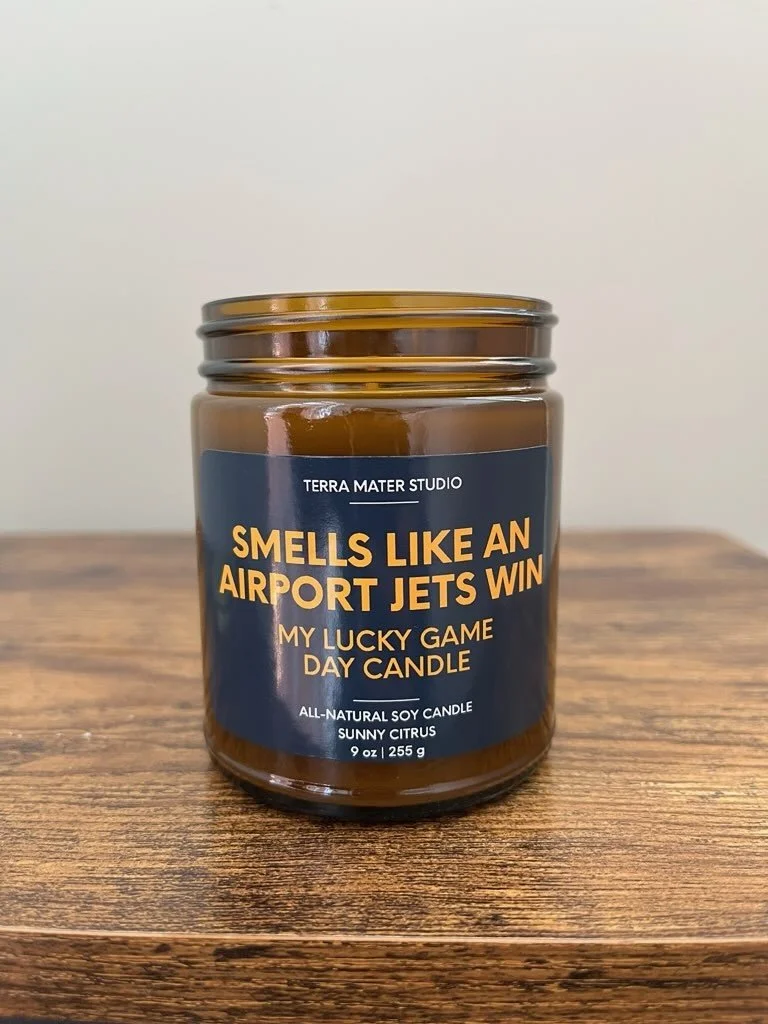 TERRA MATER STUDIO
SMELLS LIKE AN
AIRPORT JETS WIN
MY LUCKY GAME
DAY CANDLE
ALL-NATURAL SOY CANDLE
SUNNY CITRUS
9 oz | 255 g